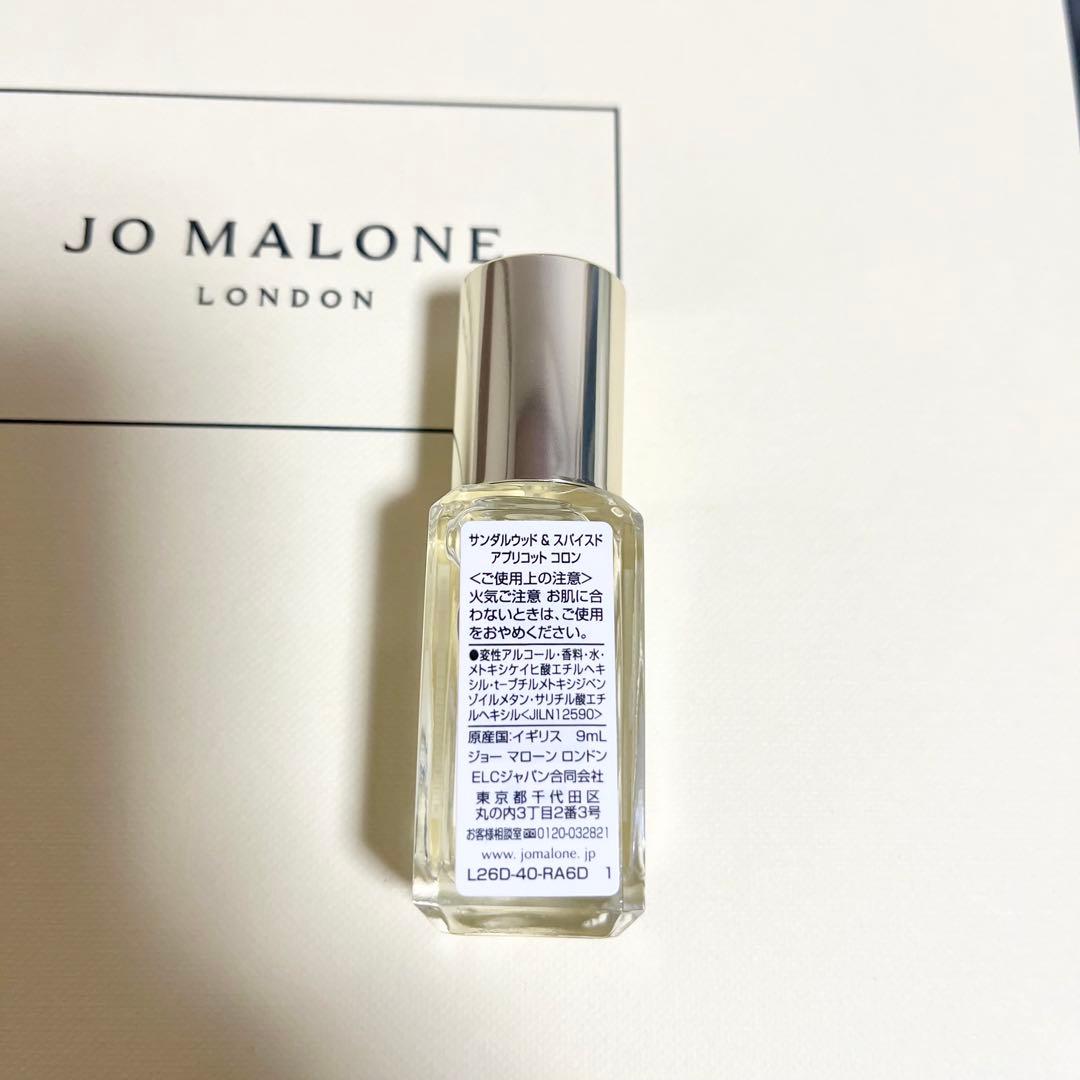 JO MALONE
LONDON
サンダルウッド & スパイスド
アプリコット コロン
<ご使用上の注意>
火気ご注意 お肌に合
わないときは、ご使用
をおやめください。
●変性アルコール・香料・水・
メトキシケイヒ酸エチルヘキ
シル・t-ブチルメトキシジベン
ゾイルメタン・サリチル酸エチ
ルヘキシル<JILN12590>
原産国:イギリス 9mL
ジョー マローン ロンドン
ELCジャパン合同会社
東京都千代田区
丸の内3丁目2番3号
お客様相談室 0120-032821
www. jomalone. jp
L26D-40-RA6D 1